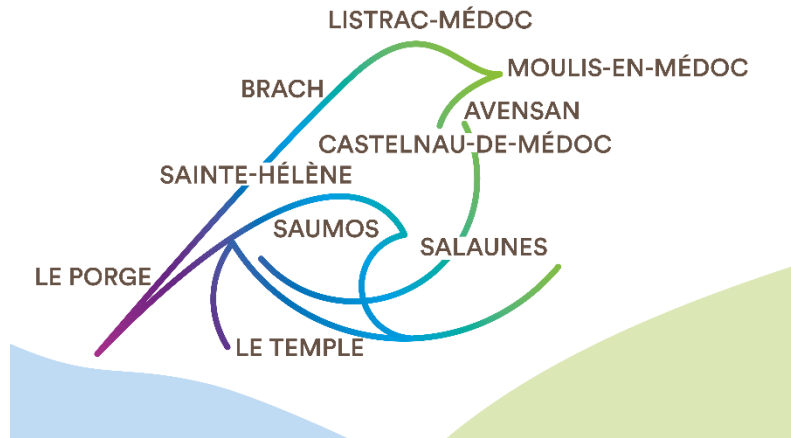 LISTRAC-MÉDOC
MOULIS-EN-MÉDOC
BRACH
AVENSAN
CASTELNAU-DE-MÉDOC
SAINTE-HÉLÈNE
SAUMOS
SALAUNES
LE PORGE
LE TEMPLE